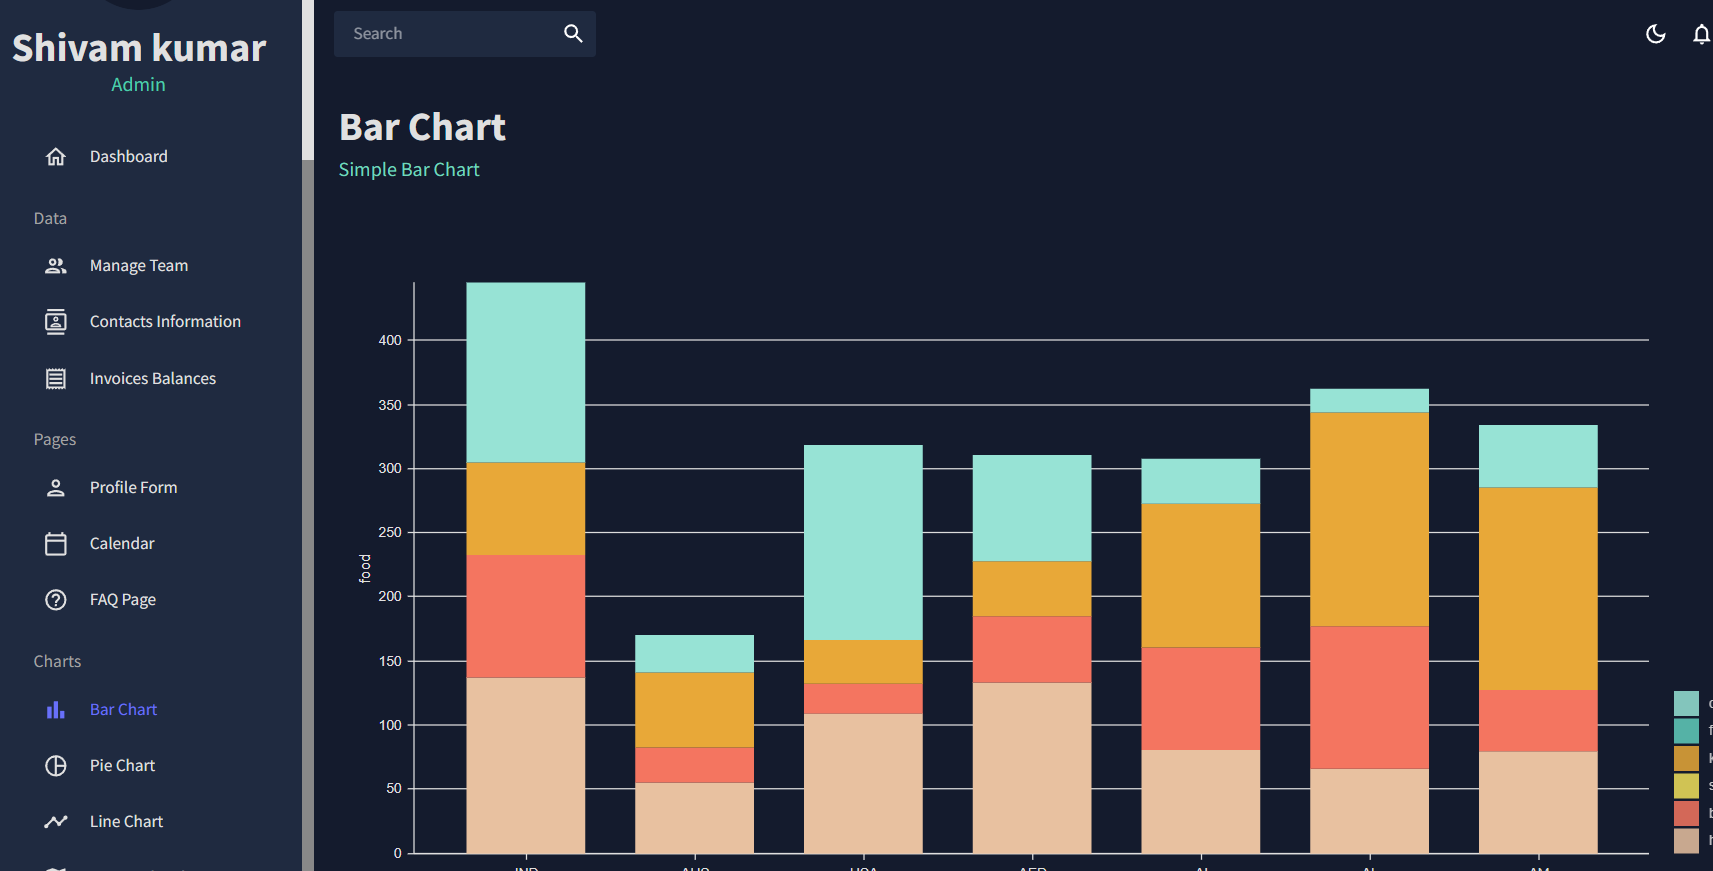 Shivam kumar
Admin
Dashboard
Data
Manage Team
Contacts Information
Invoices Balances
Pages
Profile Form
Calendar
FAQ Page
Charts
Bar Chart
Pie Chart
Line Chart
Search
Bar Chart
Simple Bar Chart
400
350
300
250
200
150
100
50
0
food